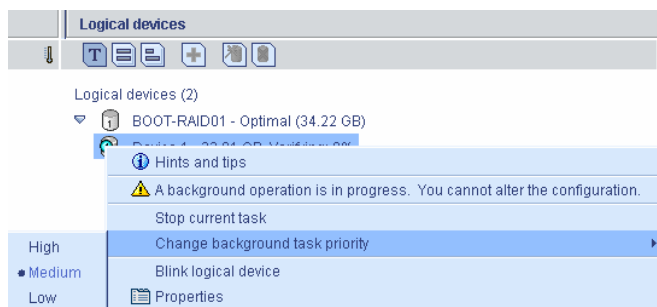 Logical devices
T
Logical devices (2)
1 BOOT-RAID01 - Optimal (34.22 GB)
Hints and tips
A background operation is in progress. You cannot alter the configuration.
Stop current task
Change background task priority
High
Medium
Low
Blink logical device
Properties